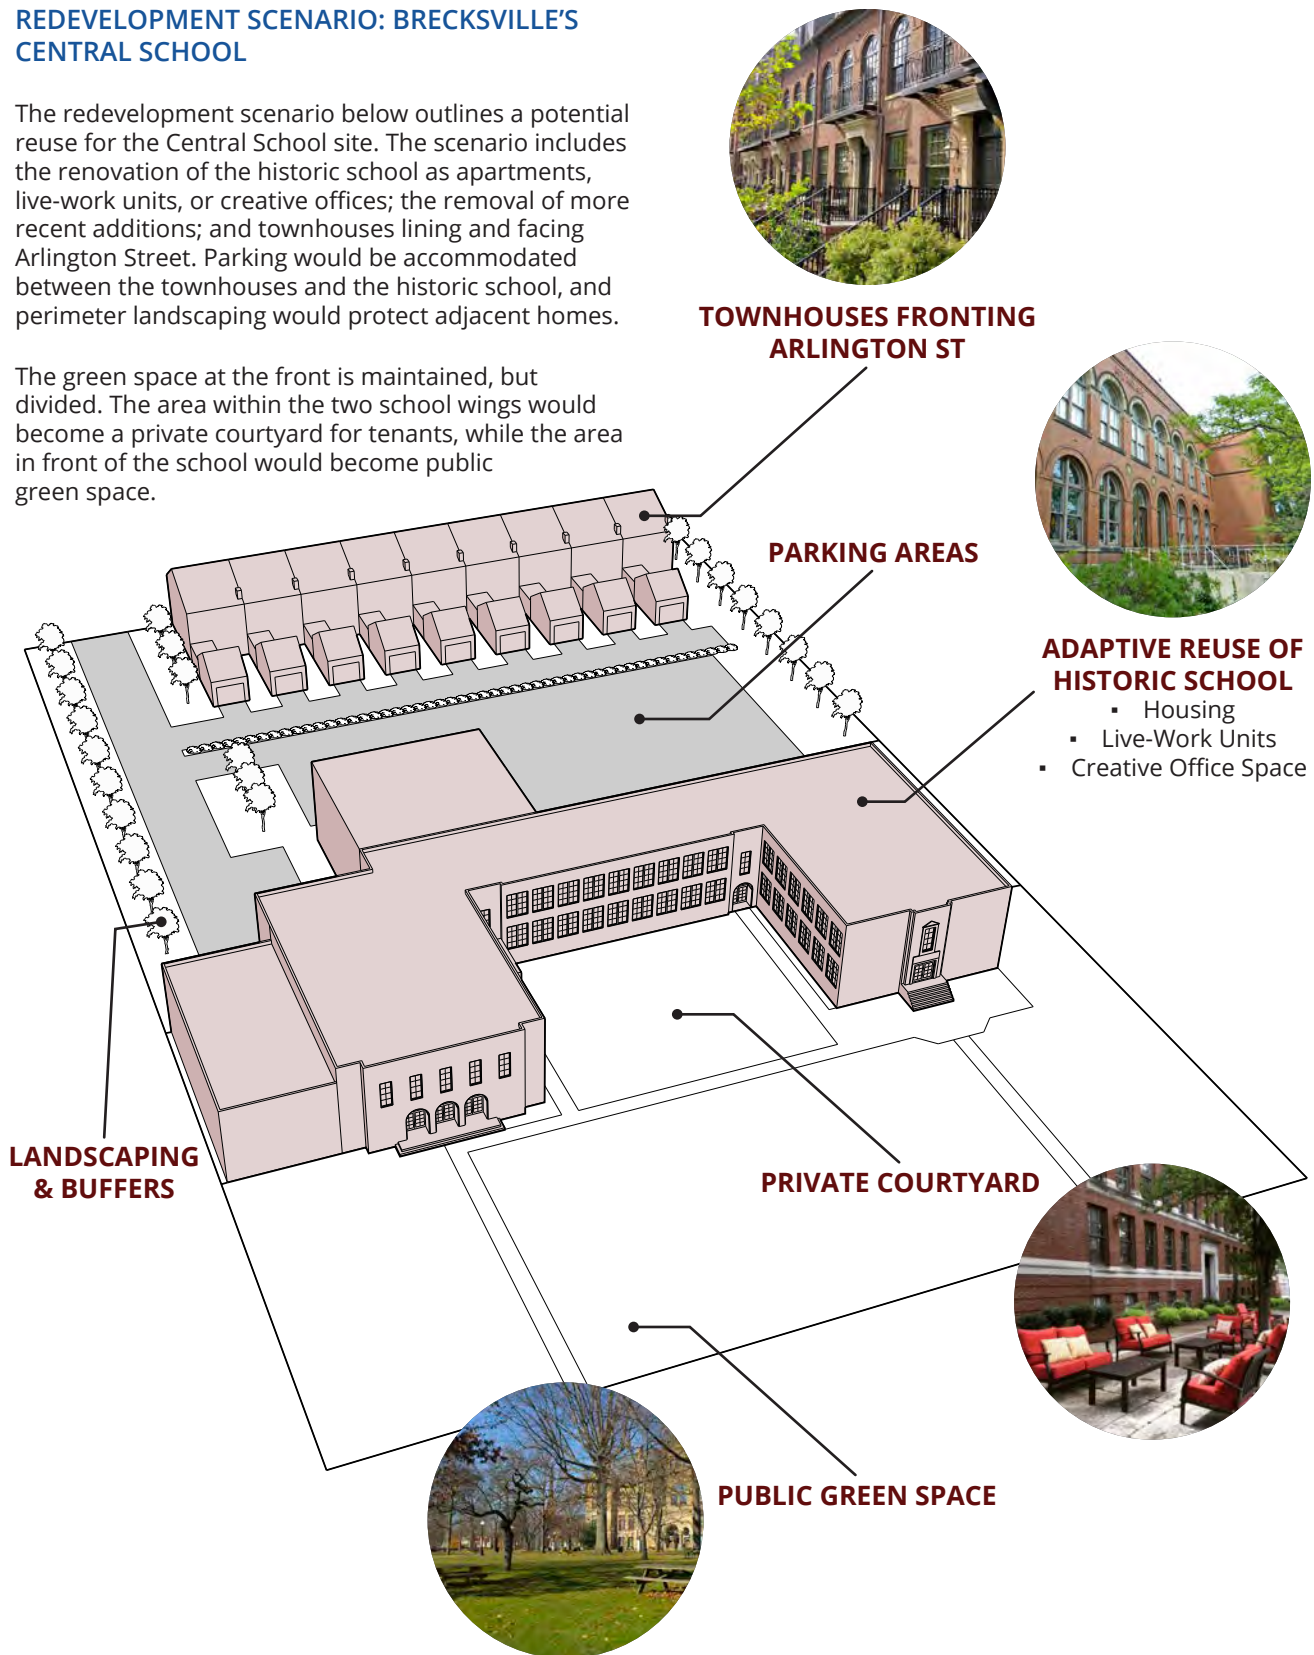 REDEVELOPMENT SCENARIO: BRECKSVILLE’S
CENTRAL SCHOOL
The redevelopment scenario below outlines a potential
reuse for the Central School site. The scenario includes
the renovation of the historic school as apartments,
live-work units, or creative offices; the removal of more
recent additions; and townhouses lining and facing
Arlington Street. Parking would be accommodated
between the townhouses and the historic school, and
perimeter landscaping would protect adjacent homes.
The green space at the front is maintained, but
divided. The area within the two school wings would
become a private courtyard for tenants, while the area
in front of the school would become public
green space.
TOWNHOUSES FRONTING
ARLINGTON ST
PARKING AREAS
ADAPTIVE REUSE OF
HISTORIC SCHOOL
▪ Housing
▪ Live-Work Units
▪ Creative Office Space
LANDSCAPING
& BUFFERS
PRIVATE COURTYARD
PUBLIC GREEN SPACE